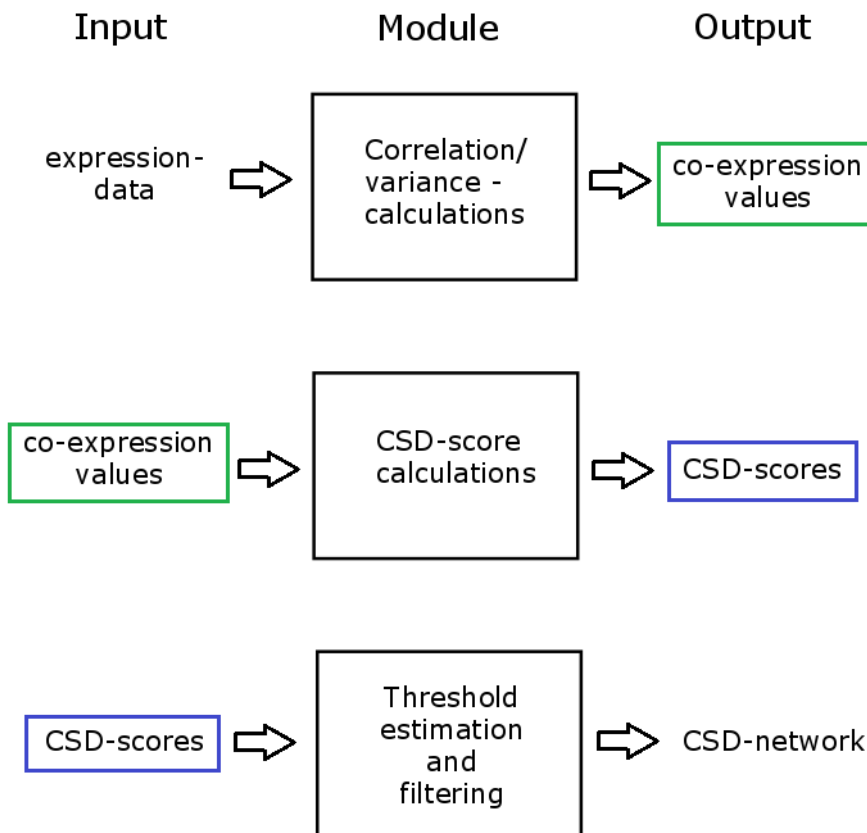 Input Module Output
expression-
data
Correlation/
variance -
calculations
co-expression
values
co-expression
values
CSD-score
calculations
CSD-scores
CSD-scores
Threshold
estimation
and
filtering
CSD-network